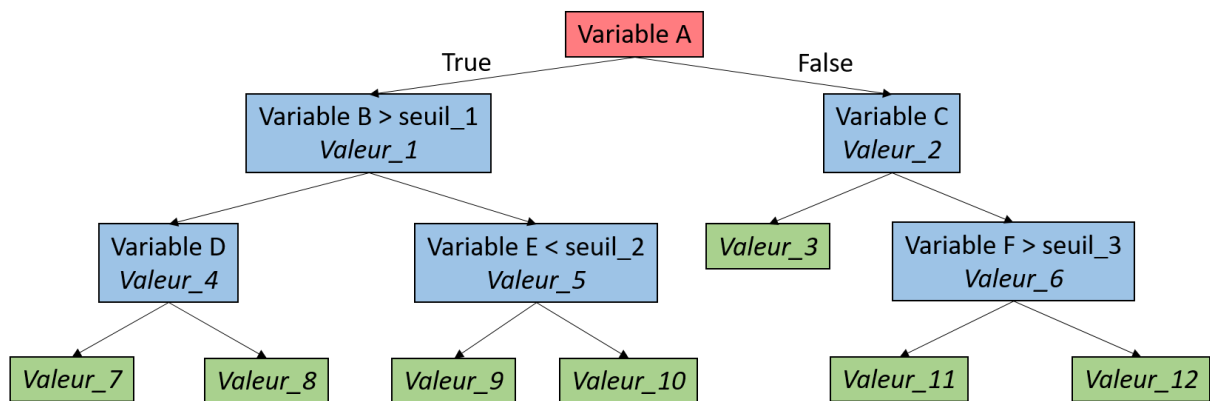 Variable A
True
False
Variable B > seuil_1
Valeur_1
Variable C
Valeur_2
Variable D
Valeur_4
Variable E < seuil_2
Valeur_5
Valeur_3
Variable F > seuil_3
Valeur_6
Valeur_7
Valeur_8
Valeur_9
Valeur_10
Valeur_11
Valeur_12